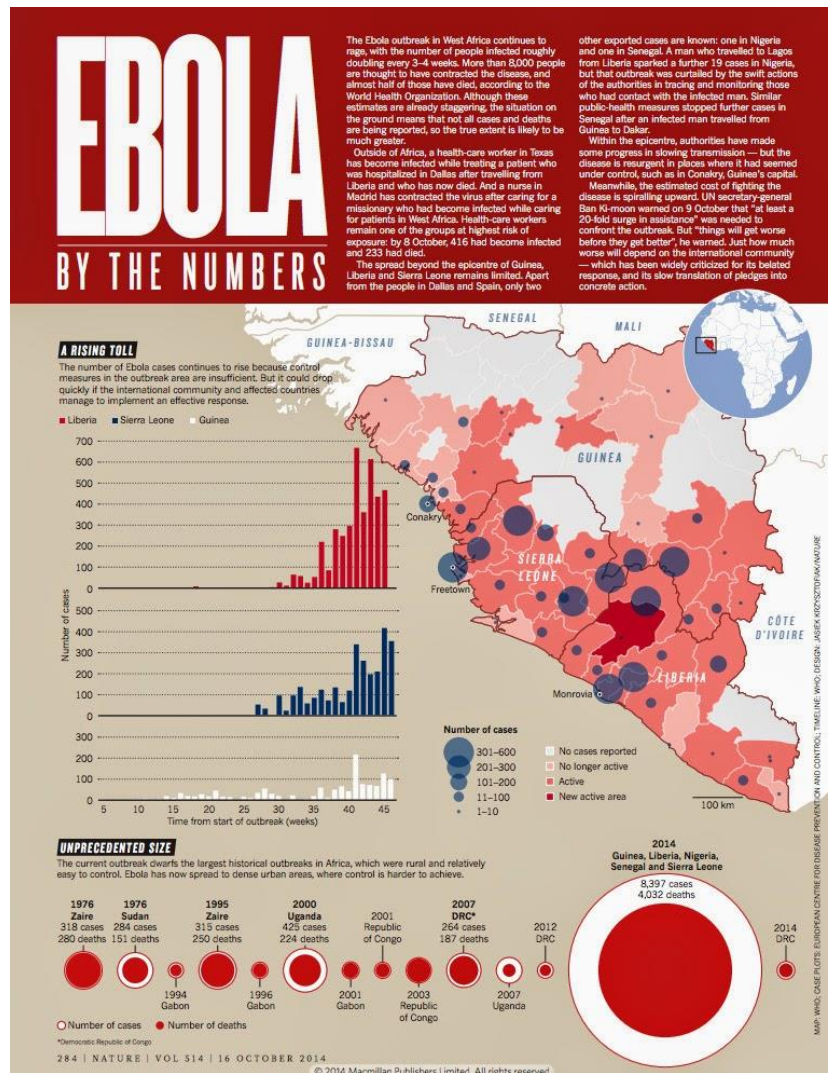 EBOLA
BY THE NUMBERS
The Ebola outbreak in West Africa continues to
rage, with the number of people infected roughly
doubling every 3–4 weeks. More than 8,000 people
are thought to have contracted the disease, and
almost half of those have died, according to the
World Health Organization. Although these
estimates are already staggering, the situation on
the ground means that not all cases and deaths
are being reported, so the true extent is likely to be
much greater.
Outside of Africa, a health-care worker in Texas
has become infected while treating a patient who
was hospitalized in Dallas after travelling from
Liberia and who has now died. And a nurse in
Madrid has contracted the virus after caring for a
missionary who had become infected while caring
for patients in West Africa. Health-care workers
remain one of the groups at highest risk of
exposure: by 8 October, 416 had become infected
and 233 had died.
The spread beyond the epicentre of Guinea,
Liberia and Sierra Leone remains limited. Apart
from the people in Dallas and Spain, only two
other exported cases are known: one in Nigeria
and one in Senegal. A man who travelled to Lagos
from Liberia sparked a further 19 cases in Nigeria,
but that outbreak was curtailed by the swift actions
of the authorities in tracing and monitoring those
who had contact with the infected man. Similar
public-health measures stopped further cases in
Senegal after an infected man travelled from
Guinea to Dakar.
Within the epicentre, authorities have made
some progress in slowing transmission — but the
disease is resurgent in places where it had seemed
under control, such as in Conakry, Guinea's capital.
Meanwhile, the estimated cost of fighting the
disease is spiralling upward. UN secretary-general
Ban Ki-moon warned on 9 October that "at least a
20-fold surge in assistance" was needed to
confront the outbreak. But "things will get worse
before they get better", he warned. Just how much
worse will depend on the international community
— which has been widely criticized for its belated
response, and its slow translation of pledges into
concrete action.
A RISING TOLL
The number of Ebola cases continues to rise because control
measures in the outbreak area are insufficient. But it could drop
quickly if the international community and affected countries
manage to implement an effective response.
Liberia Sierra Leone Guinea
700
600
500
400
300
200
100
0
500
400
300
200
100
0
300
200
100
0
Number of cases
5 10 15 20 25 30 35 40 45
Time from start of outbreak (weeks)
SENEGAL
MALI
GUINEA-BISSAU
GUINEA
Conakry
SIERRA
LEONE
Freetown
CÔTE
D'IVOIRE
LIBERIA
Monrovia
Number of cases
301–600
201–300
101–200
11–100
1–10
No cases reported
No longer active
Active
New active area
100 km
UNPRECEDENTED SIZE
The current outbreak dwarfs the largest historical outbreaks in Africa, which were rural and relatively
easy to control. Ebola has now spread to dense urban areas, where control is harder to achieve.
1976
Zaire
318 cases
280 deaths
1976
Sudan
284 cases
151 deaths
1994
Gabon
1995
Zaire
315 cases
250 deaths
1996
Gabon
2000
Uganda
425 cases
224 deaths
2001
Gabon
2001
Republic
of Congo
2003
Republic
of Congo
2007
DRC*
264 cases
187 deaths
2007
Uganda
2012
DRC
2014
Guinea, Liberia, Nigeria,
Senegal and Sierra Leone
8,397 cases
4,032 deaths
2014
DRC
Number of cases Number of deaths
*Democratic Republic of Congo
284 | NATURE | VOL 514 | 16 OCTOBER 2014
© 2014 Macmillan Publishers Limited. All rights reserved
MAP: WHO; CASE PLOTS: EUROPEAN CENTRE FOR DISEASE PREVENTION AND CONTROL; TIMELINE: WHO; DESIGN: JASIEK KRZYSZTOFIAK/NATURE